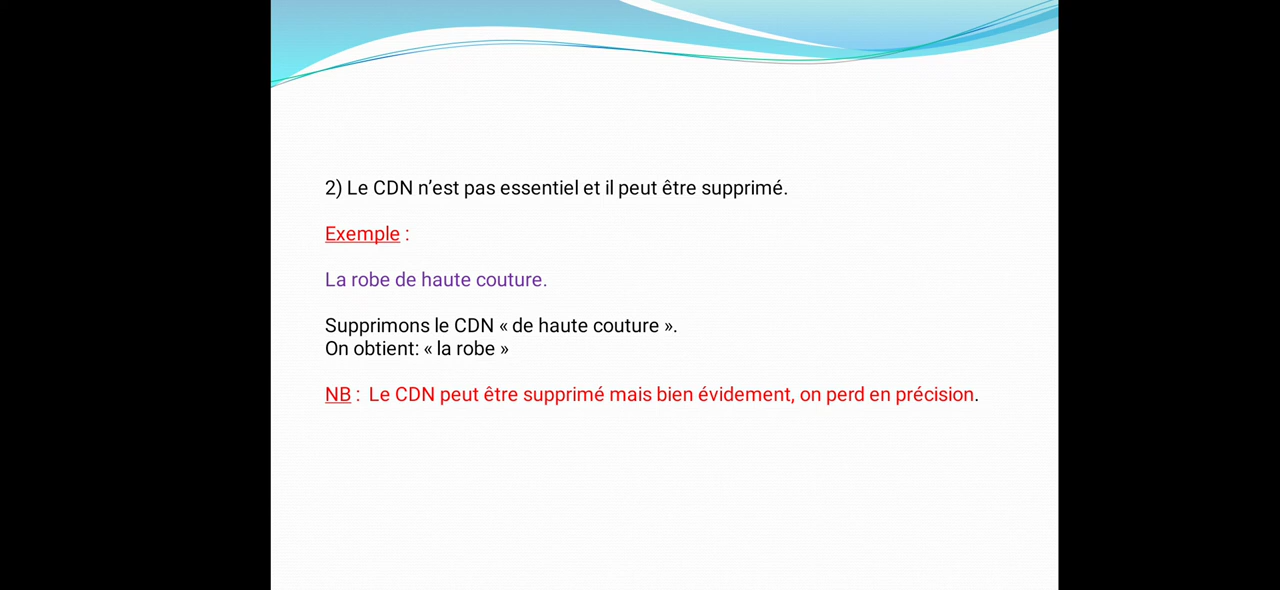 2) Le CDN n’est pas essentiel et il peut être supprimé.
Exemple :
La robe de haute couture.
Supprimons le CDN « de haute couture ».
On obtient: « la robe »
NB : Le CDN peut être supprimé mais bien évidement, on perd en précision.